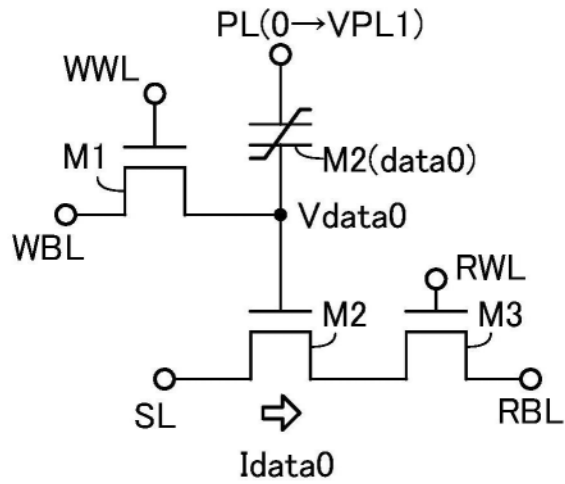 PL(0→VPL1)
WWL
M1
M2(data0)
Vdata0
WBL
RWL
M2
M3
SL
RBL
Idata0